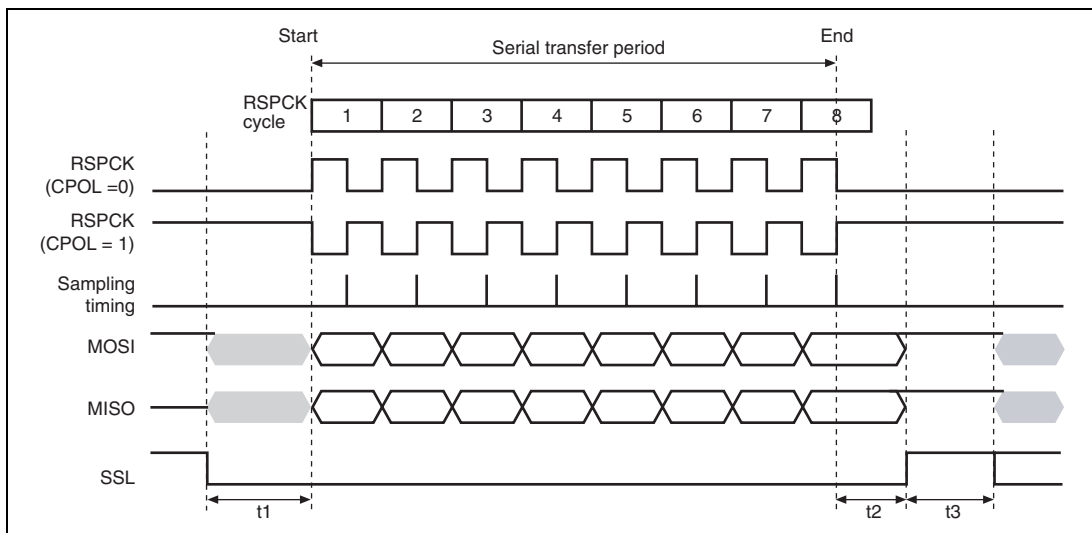 Start
End
Serial transfer period
RSPCK
cycle
1 2 3 4 5 6 7 8
RSPCK
(CPOL =0)
RSPCK
(CPOL = 1)
Sampling
timing
MOSI
MISO
SSL
t1
t2
t3